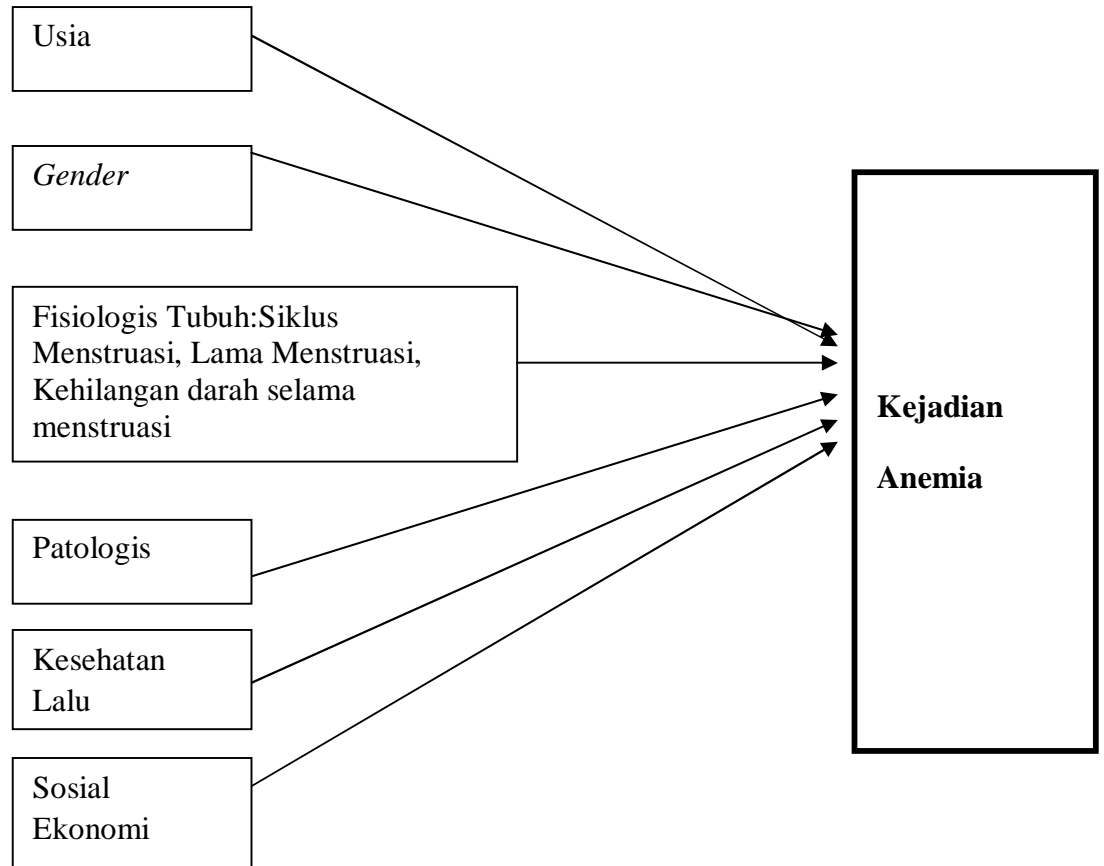 Usia
Gender
Fisiologis Tubuh:Siklus
Menstruasi, Lama Menstruasi,
Kehilangan darah selama
menstruasi
Patologis
Kesehatan
Lalu
Sosial
Ekonomi
Kejadian
Anemia